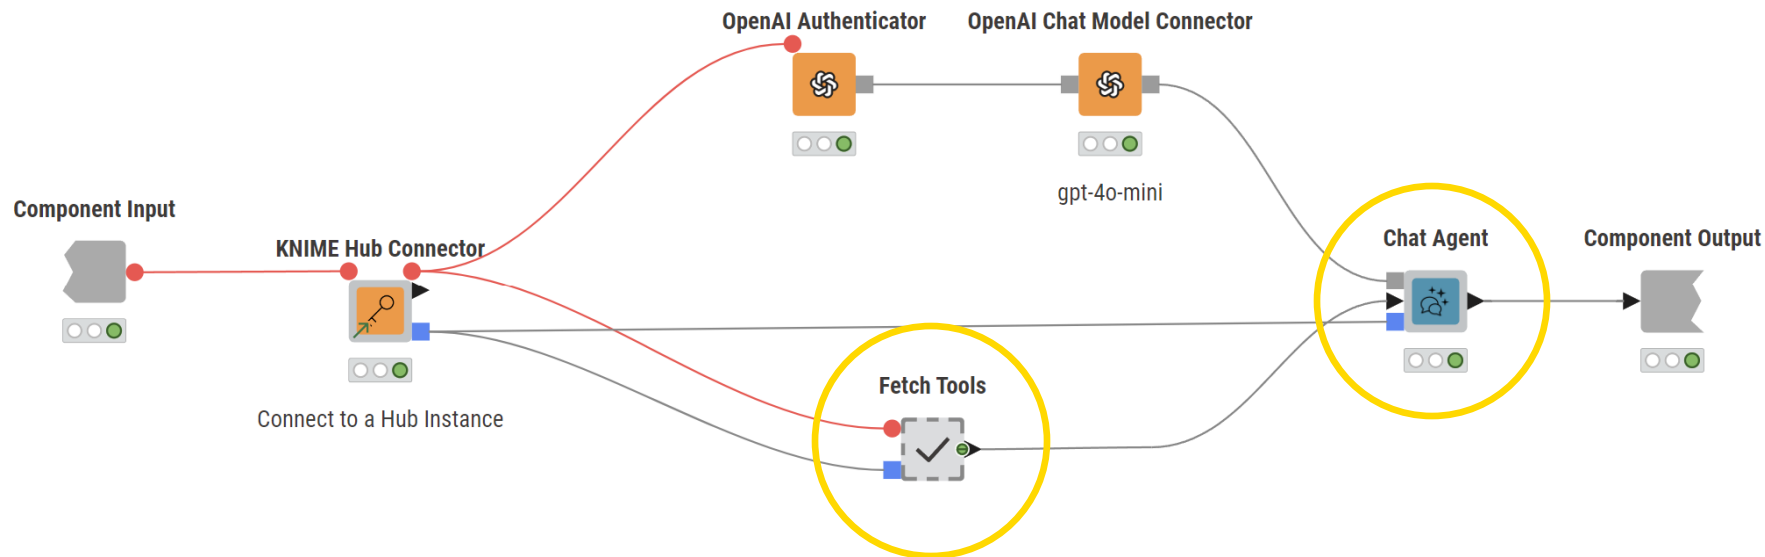 OpenAI Authenticator
OpenAI Chat Model Connector
gpt-4o-mini
Component Input
KNIME Hub Connector
Connect to a Hub Instance
Fetch Tools
Chat Agent
Component Output